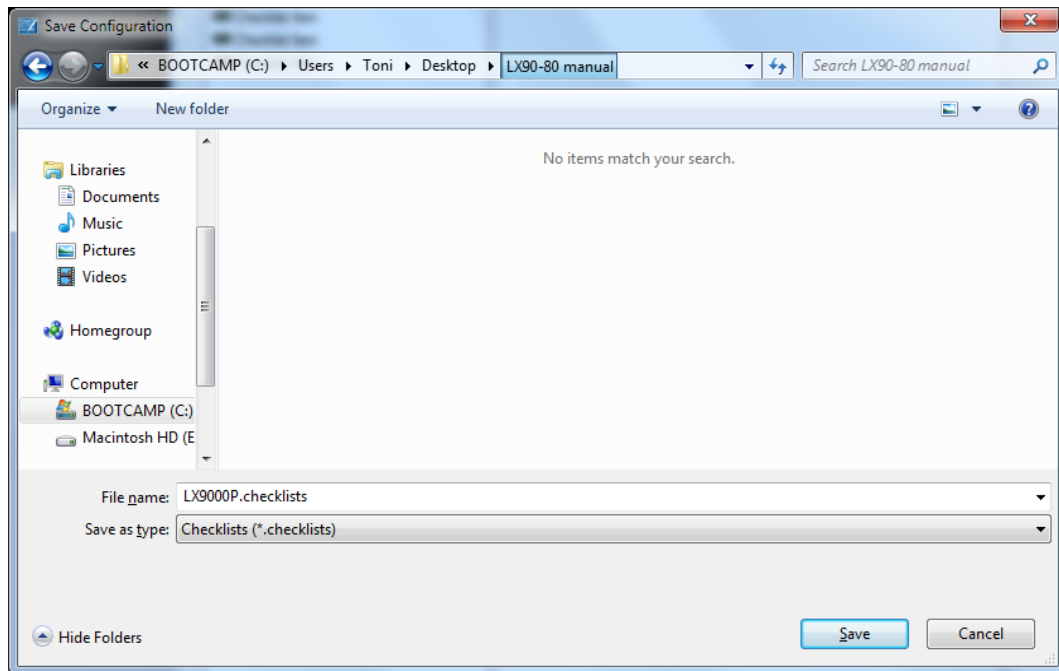 Save Configuration
« BOOTCAMP (C:) Users Toni Desktop LX90-80 manual Search LX90-80 manual
Organize New folder
No items match your search.
Libraries
Documents
Music
Pictures
Videos
Homegroup
Computer
BOOTCAMP (C:)
Macintosh HD (E
File name: LX9000P.checklists
Save as type: Checklists (*.checklists)
Hide Folders Save Cancel